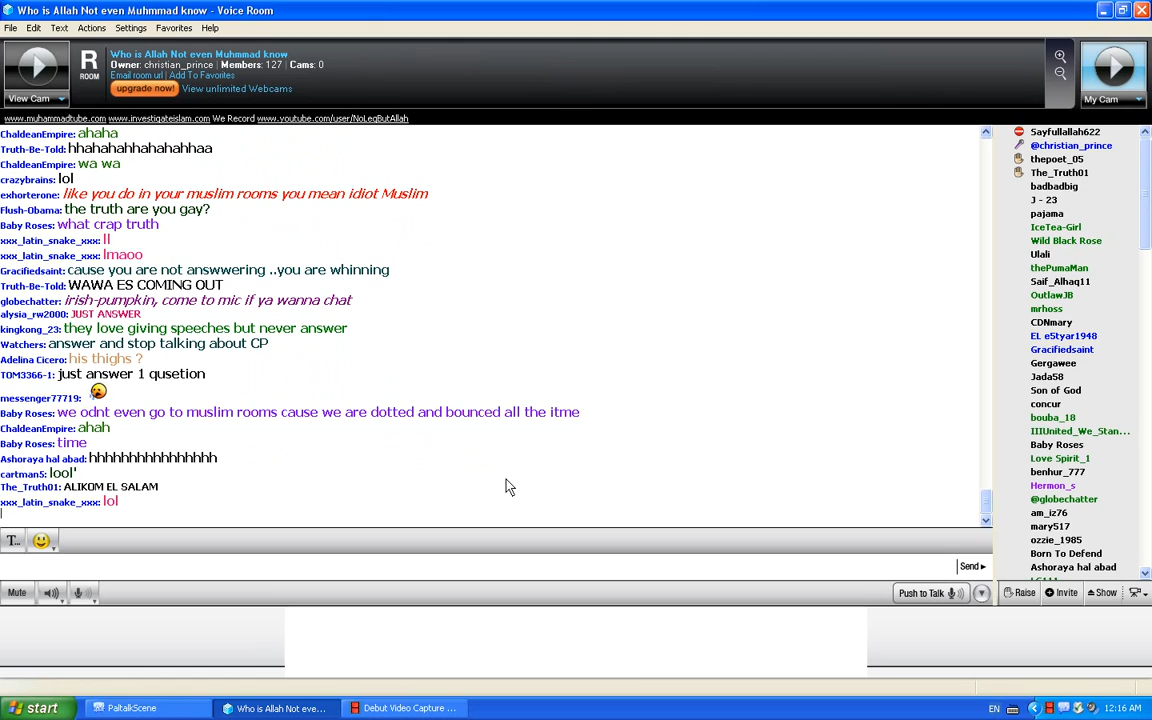 Who is Allah Not even Muhmmad know - Voice Room
File Edit Text Actions Settings Favorites Help
Who is Allah Not even Muhmmad know
Owner: christian_prince | Members: 127 | Cams: 0
Email room url | Add To Favorites
upgrade now! View unlimited Webcams
R
ROOM
View Cam
My Cam
www.muhammadtube.com www.investigateislam.com We Record www.youtube.com/user/NoLegButAllah
ChaldeanEmpire: ahaha
Truth-Be-Told: hhahahahhahahahhaa
ChaldeanEmpire: wa wa
crazybrains: lol
exhorterone: like you do in your muslim rooms you mean idiot Muslim
Flush-Obama: the truth are you gay?
Baby Roses: what crap truth
xxx_latin_snake_xxx: ll
xxx_latin_snake_xxx: lmaoo
Gracifiedsaint: cause you are not answwering ..you are whinning
Truth-Be-Told: WAWA ES COMING OUT
globechatter: irish-pumpkin, come to mic if ya wanna chat
alysia_rw2000: JUST ANSWER
kingkong_23: they love giving speeches but never answer
Watchers: answer and stop talking about CP
Adelina Cicero: his thighs ?
TOM3366-1: just answer 1 qusetion
messenger77719:
Baby Roses: we odnt even go to muslim rooms cause we are dotted and bounced all the itme
ChaldeanEmpire: ahah
Baby Roses: time
Ashoraya hal abad: hhhhhhhhhhhhhhhh
cartman5: lool'
The_Truth01: ALIKOM EL SALAM
xxx_latin_snake_xxx: lol
Sayfullallah622
@christian_prince
thepoet_05
The_Truth01
badbadbig
J - 23
pajama
IceTea-Girl
Wild Black Rose
Ulali
thePumaMan
Saif_Alhaq11
OutlawJB
mrhoss
CDNmary
EL e5tyar1948
Gracifiedsaint
Gergawee
Jada58
Son of God
concur
bouba_18
IIIUnited_We_Stan...
Baby Roses
Love Spirit_1
benhur_777
Hermon_s
@globechatter
am_iz76
mary517
ozzie_1985
Born To Defend
Ashoraya hal abad
T...
Send
Mute
Push to Talk
Raise Invite Show
start PaltalkScene Who is Allah Not eve... Debut Video Capture ... EN 12:16 AM